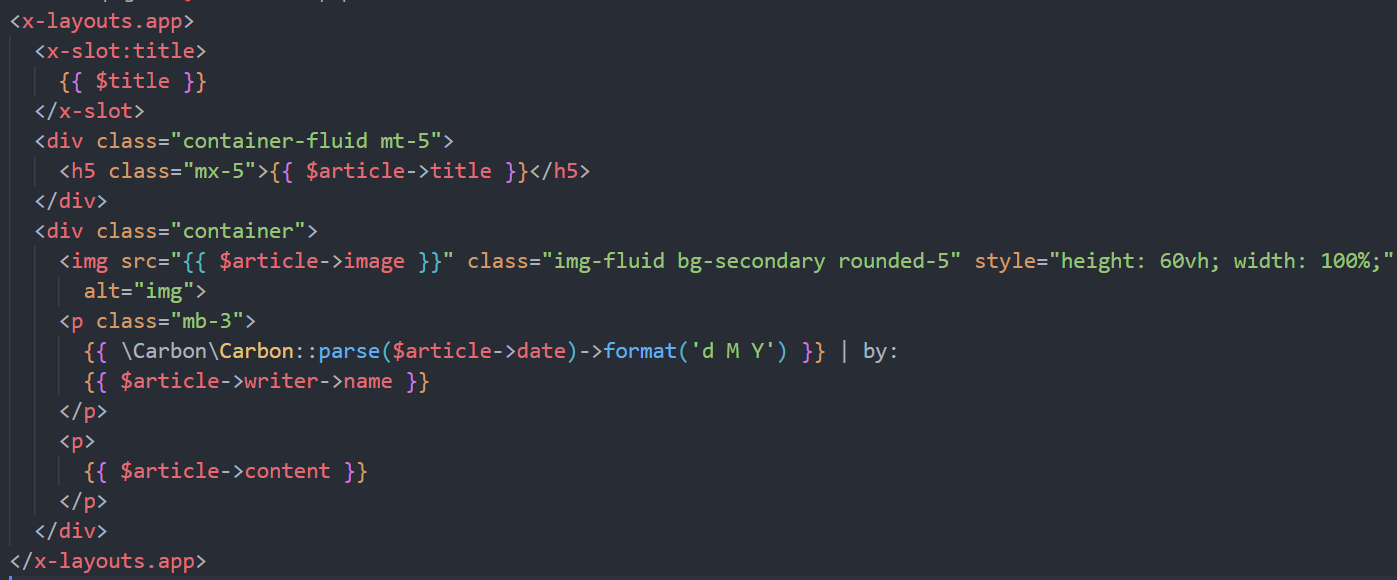 <x-layouts.app>
<x-slot:title>
{{ $title }}
</x-slot>
<div class="container-fluid mt-5">
<h5 class="mx-5">{{ $article->title }}</h5>
</div>
<div class="container">
<img src="{{ $article->image }}" class="img-fluid bg-secondary rounded-5" style="height: 60vh; width: 100%;"
alt="img">
<p class="mb-3">
{{ \Carbon\Carbon::parse($article->date)->format('d M Y') }} | by:
{{ $article->writer->name }}
</p>
<p>
{{ $article->content }}
</p>
</div>
</x-layouts.app>